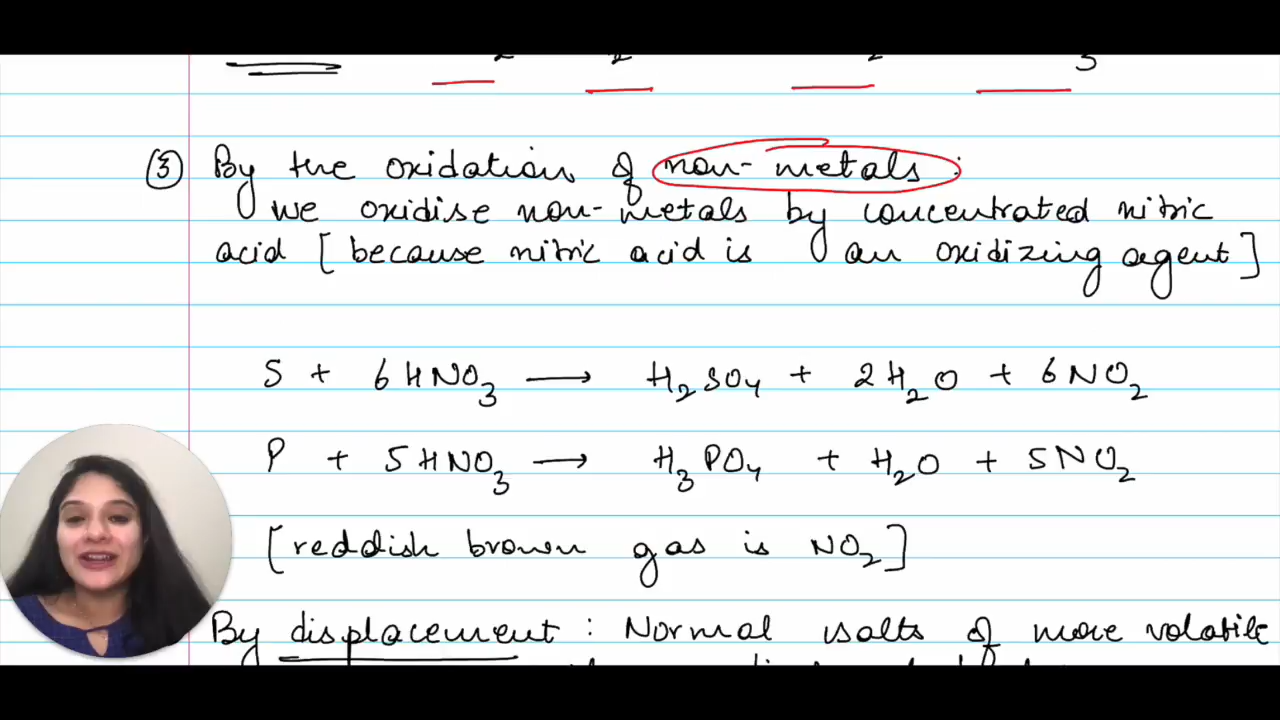 ③ By the oxidation of non-metals :
We oxidise non-metals by concentrated nitric
acid [because nitric acid is an oxidizing agent]
S + 6HNO₃ ⟶ H₂SO₄ + 2H₂O + 6NO₂
P + 5HNO₃ ⟶ H₃PO₄ + H₂O + 5NO₂
[reddish brown gas is NO₂]
By displacement : Normal salts of more volatile